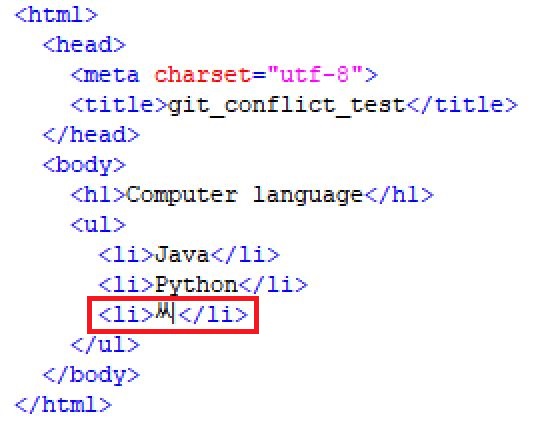 <html>
<head>
<meta charset="utf-8">
<title>git_conflict_test</title>
</head>
<body>
<h1>Computer language</h1>
<ul>
<li>Java</li>
<li>Python</li>
<li>씨</li>
</ul>
</body>
</html>